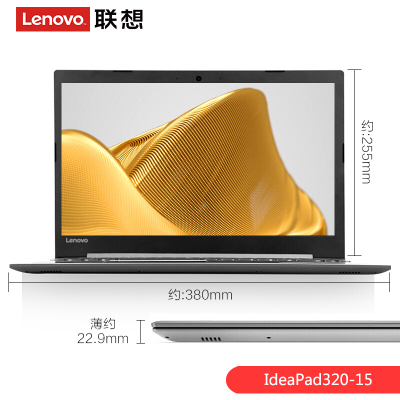 Lenovo 联想
约:255mm
Lenovo
约:380mm
薄约
22.9mm
IdeaPad320-15